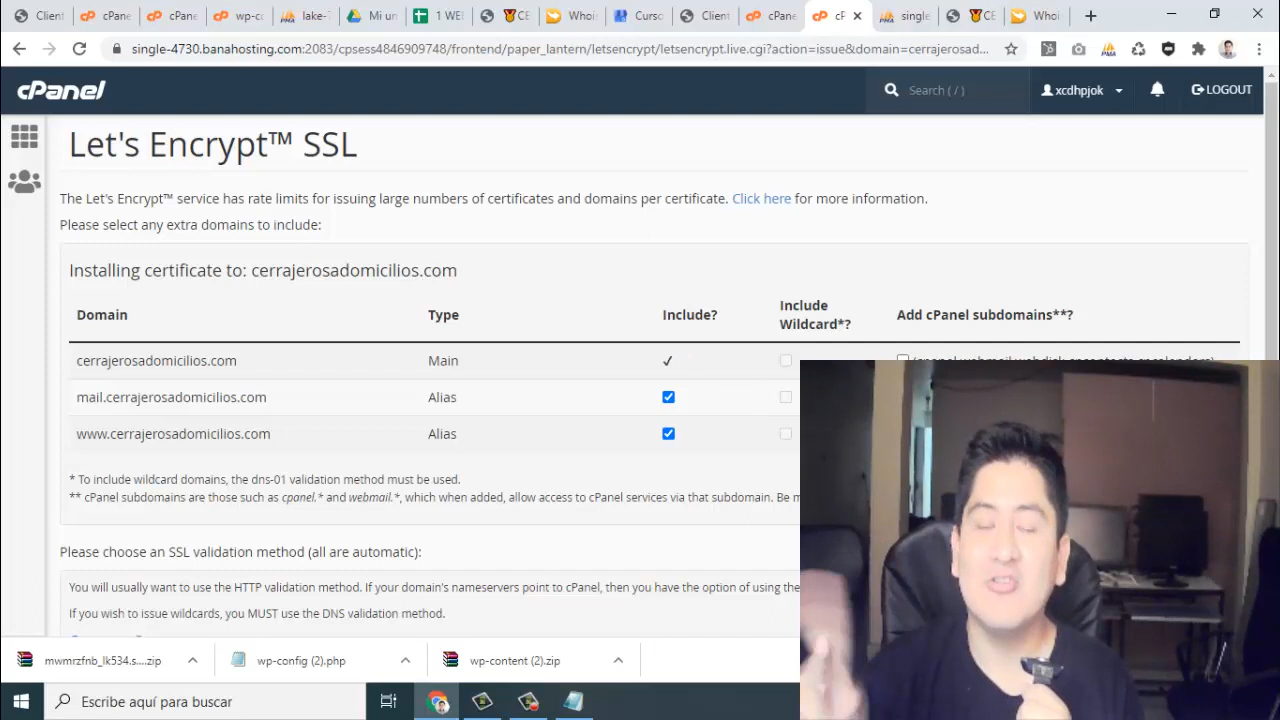 Client
cPane
cPane
wp-co
lake-7
Mi un
1 WEI
CE
Whois
Curso
Client
cPane
cP
single
CE
Whoi
single-4730.banahosting.com:2083/cpsess4846909748/frontend/paper_lantern/letsencrypt/letsencrypt.live.cgi?action=issue&domain=cerrajerosad...
cPanel
Search ( / )
xcdhpjok
LOGOUT
Let's Encrypt™ SSL
The Let's Encrypt™ service has rate limits for issuing large numbers of certificates and domains per certificate. Click here for more information.
Please select any extra domains to include:
Installing certificate to: cerrajerosadomicilios.com
Domain Type Include? Include Wildcard*? Add cPanel subdomains**?
cerrajerosadomicilios.com Main
mail.cerrajerosadomicilios.com Alias
www.cerrajerosadomicilios.com Alias
* To include wildcard domains, the dns-01 validation method must be used.
** cPanel subdomains are those such as cpanel.* and webmail.*, which when added, allow access to cPanel services via that subdomain. Be m
Please choose an SSL validation method (all are automatic):
You will usually want to use the HTTP validation method. If your domain's nameservers point to cPanel, then you have the option of using the
If you wish to issue wildcards, you MUST use the DNS validation method.
mwmrzfnb_lk534.s....zip
wp-config (2).php
wp-content (2).zip
Escribe aquí para buscar